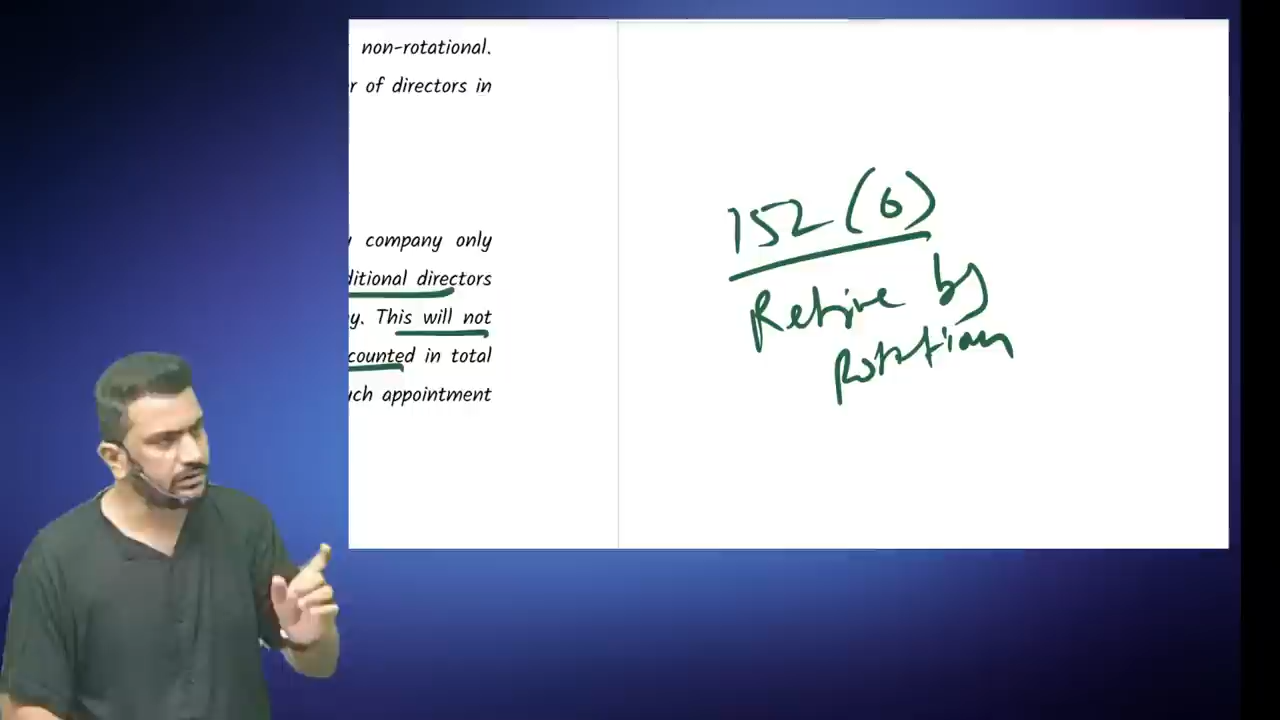 non-rotational.
r of directors in
company only
ditional directors
y. This will not
counted in total
uch appointment
152 (6)
Retire by
Rotation